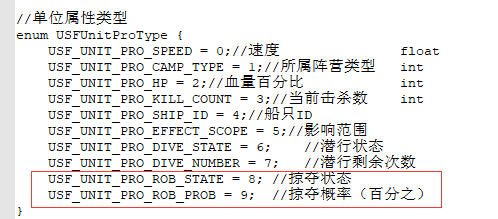 //单位属性类型
enum USFUnitProType {
    USF_UNIT_PRO_SPEED = 0;//速度                    float
    USF_UNIT_PRO_CAMP_TYPE = 1;//所属阵营类型    int
    USF_UNIT_PRO_HP = 2;//血量百分比              int
    USF_UNIT_PRO_KILL_COUNT = 3;//当前击杀数    int
    USF_UNIT_PRO_SHIP_ID = 4;//船只ID
    USF_UNIT_PRO_EFFECT_SCOPE = 5;//影响范围
    USF_UNIT_PRO_DIVE_STATE = 6;    //潜行状态
    USF_UNIT_PRO_DIVE_NUMBER = 7;   //潜行剩余次数
    USF_UNIT_PRO_ROB_STATE = 8; //掠夺状态
    USF_UNIT_PRO_ROB_PROB = 9;  //掠夺概率（百分之）
}